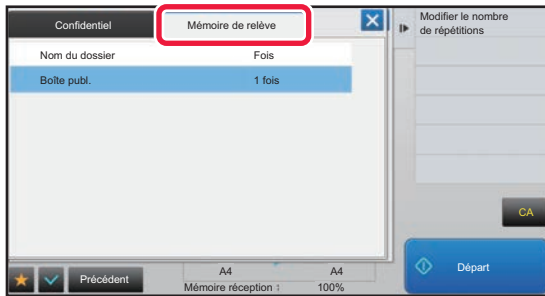 Confidentiel
Mémoire de relève
Modifier le nombre
de répétitions
Nom du dossier Fois
Boîte publ. 1 fois
CA
Précédent
A4 A4
Mémoire réception : 100%
Départ